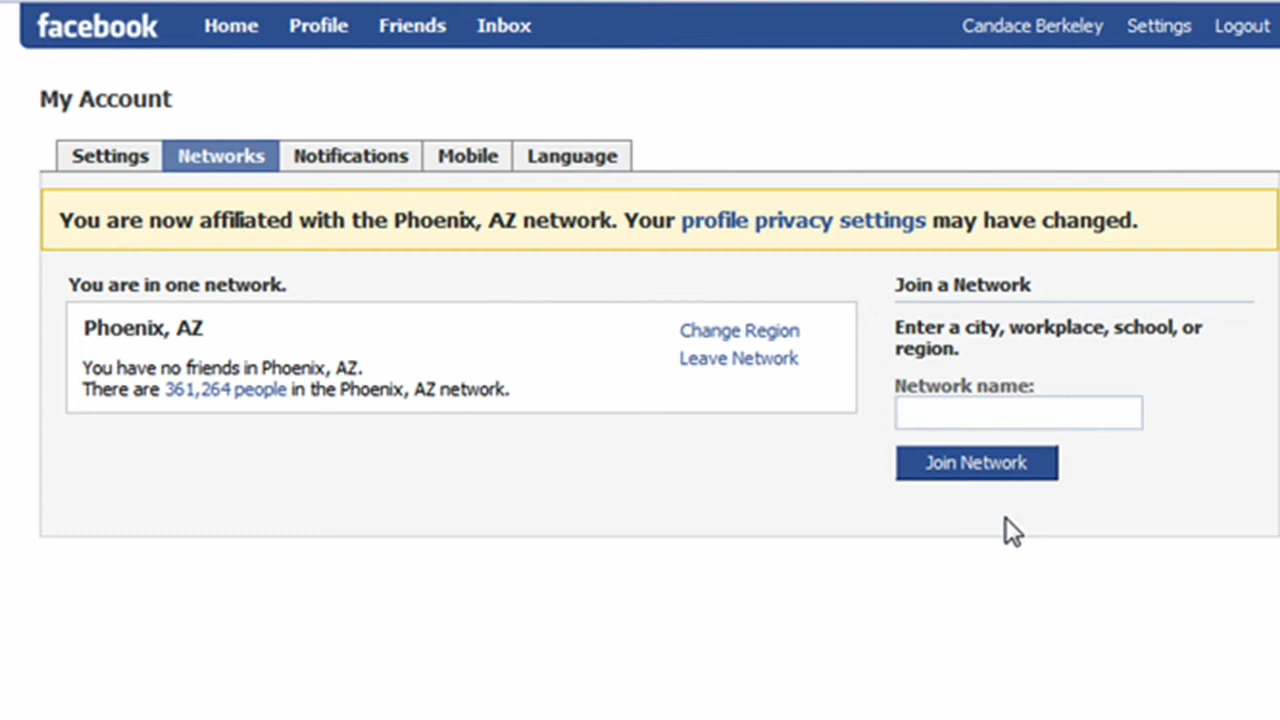 facebook Home Profile Friends Inbox Candace Berkeley Settings Logout
My Account
Settings Networks Notifications Mobile Language
You are now affiliated with the Phoenix, AZ network. Your profile privacy settings may have changed.
You are in one network.
Phoenix, AZ
Change Region
Leave Network
You have no friends in Phoenix, AZ.
There are 361,264 people in the Phoenix, AZ network.
Join a Network
Enter a city, workplace, school, or
region.
Network name:
Join Network